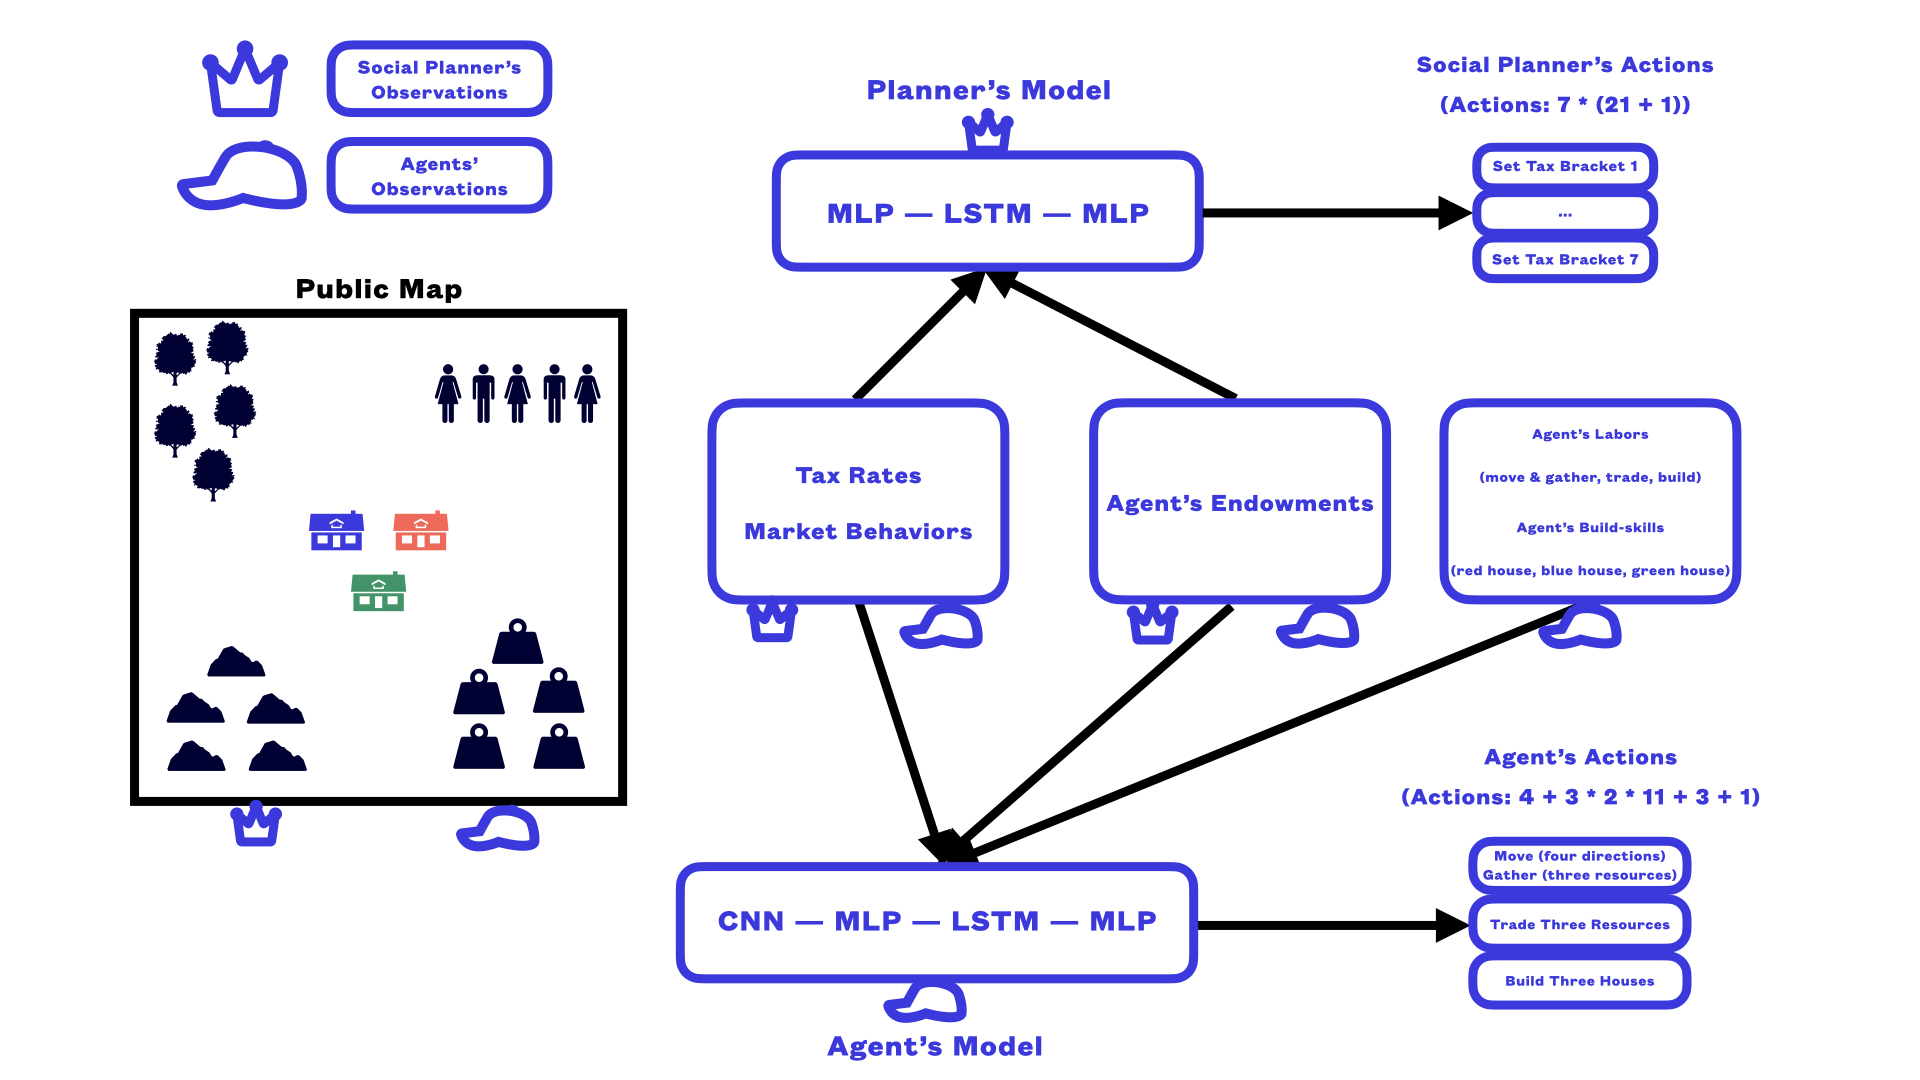 Social Planner’s
Observations
Agents’
Observations
Public Map
Planner’s Model
MLP — LSTM — MLP
Social Planner’s Actions
(Actions: 7 * (21 + 1))
Set Tax Bracket 1
...
Set Tax Bracket 7
Tax Rates
Market Behaviors
Agent’s Endowments
Agent’s Labors
(move & gather, trade, build)
Agent’s Build-skills
(red house, blue house, green house)
CNN — MLP — LSTM — MLP
Agent’s Model
Agent’s Actions
(Actions: 4 + 3 * 2 * 11 + 3 + 1)
Move (four directions)
Gather (three resources)
Trade Three Resources
Build Three Houses